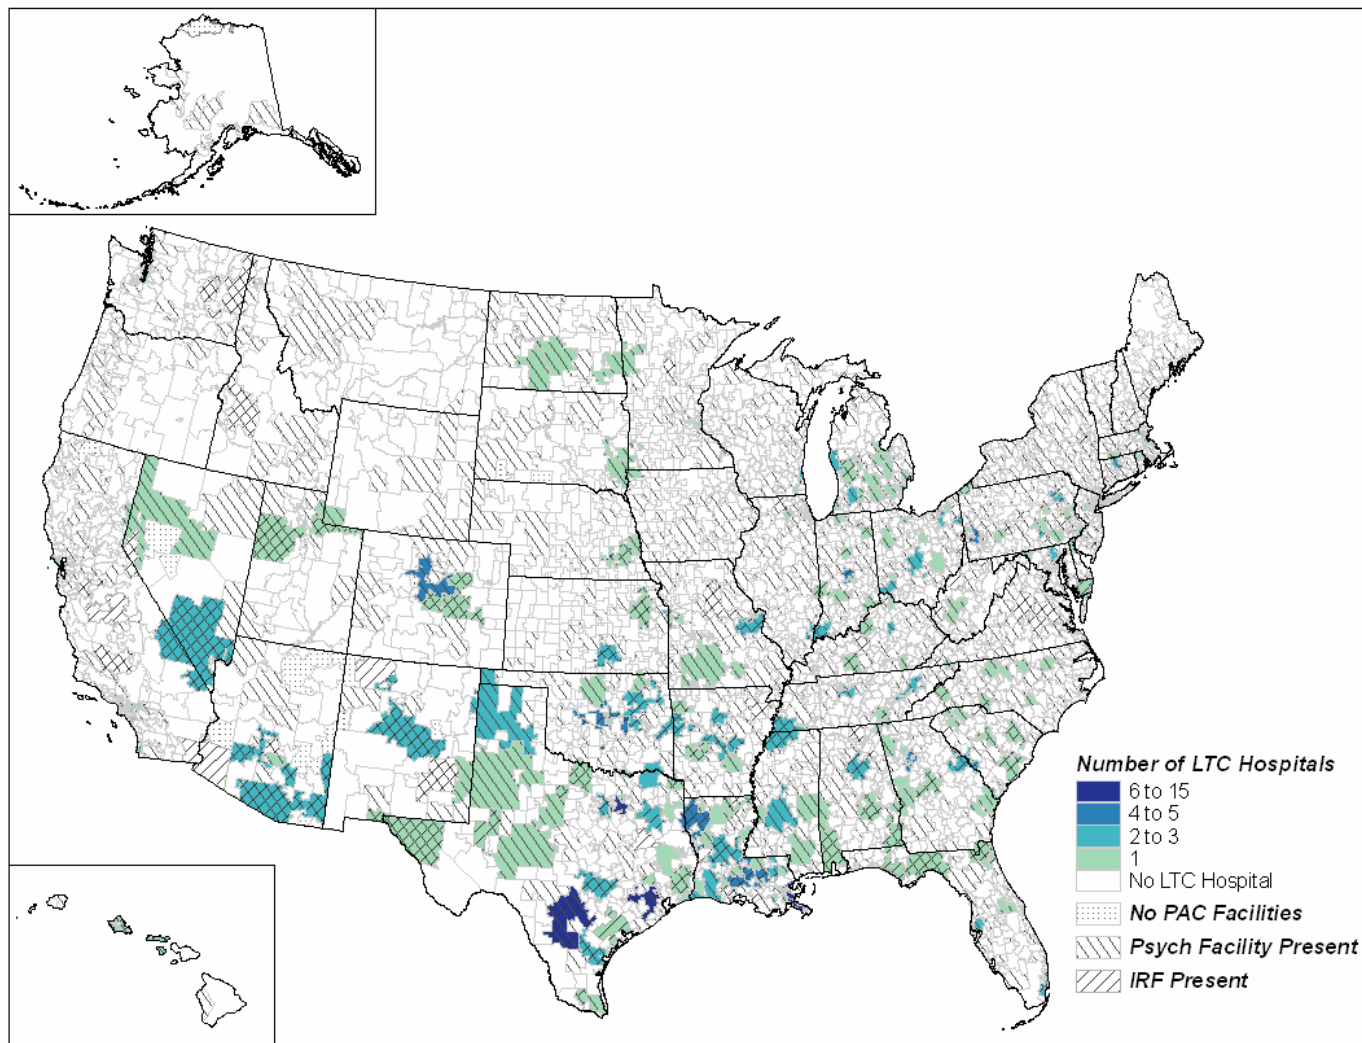 Number of LTC Hospitals
6 to 15
4 to 5
2 to 3
1
No LTC Hospital
No PAC Facilities
Psych Facility Present
IRF Present